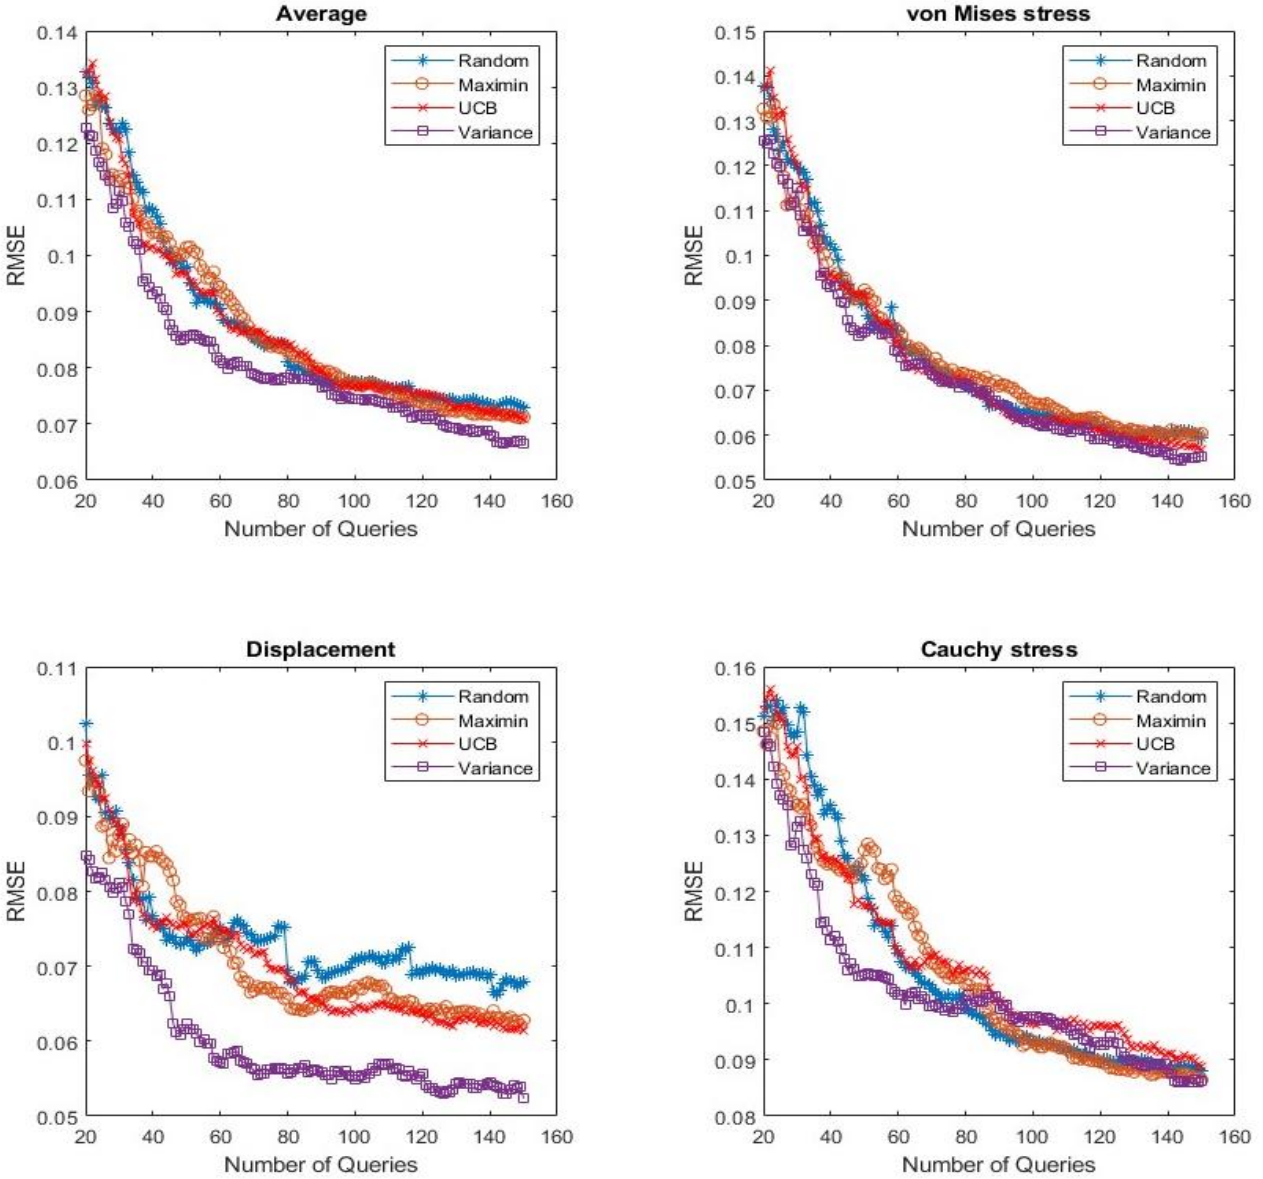 Average
0.14
0.13
0.12
0.11
0.1
0.09
0.08
0.07
0.06
RMSE
20 40 60 80 100 120 140 160
Number of Queries
Random
Maximin
UCB
Variance
von Mises stress
0.15
0.14
0.13
0.12
0.11
0.1
0.09
0.08
0.07
0.06
0.05
RMSE
20 40 60 80 100 120 140 160
Number of Queries
Random
Maximin
UCB
Variance
Displacement
0.11
0.1
0.09
0.08
0.07
0.06
0.05
RMSE
20 40 60 80 100 120 140 160
Number of Queries
Random
Maximin
UCB
Variance
Cauchy stress
0.16
0.15
0.14
0.13
0.12
0.11
0.1
0.09
0.08
RMSE
20 40 60 80 100 120 140 160
Number of Queries
Random
Maximin
UCB
Variance